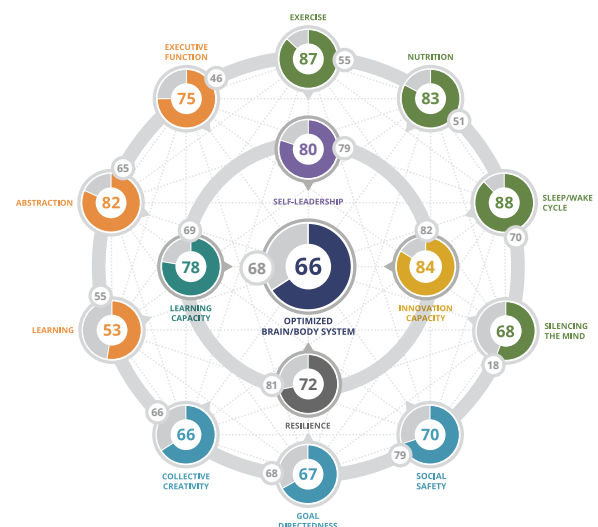 EXERCISE
87
55
EXECUTIVE
FUNCTION
75
46
NUTRITION
83
51
80
79
SELF-LEADERSHIP
65
ABSTRACTION
82
88
SLEEP/WAKE
CYCLE
70
69
78
LEARNING
CAPACITY
66
68
OPTIMIZED
BRAIN/BODY SYSTEM
82
84
INNOVATION
CAPACITY
55
LEARNING
53
68
SILENCING
THE MIND
18
81
72
RESILIENCE
66
66
COLLECTIVE
CREATIVITY
68
67
GOAL
DIRECTEDNESS
70
79
SOCIAL
SAFETY